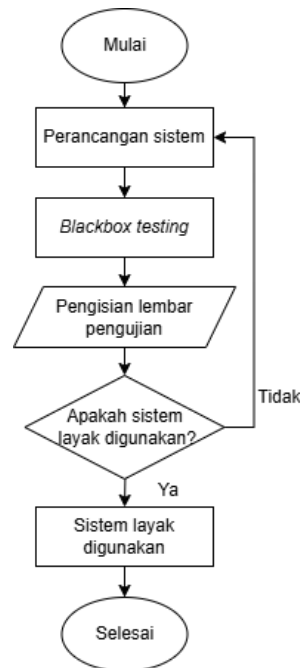 Mulai
Perancangan sistem
Blackbox testing
Pengisian lembar
pengujian
Apakah sistem
layak digunakan?
Tidak
Ya
Sistem layak
digunakan
Selesai